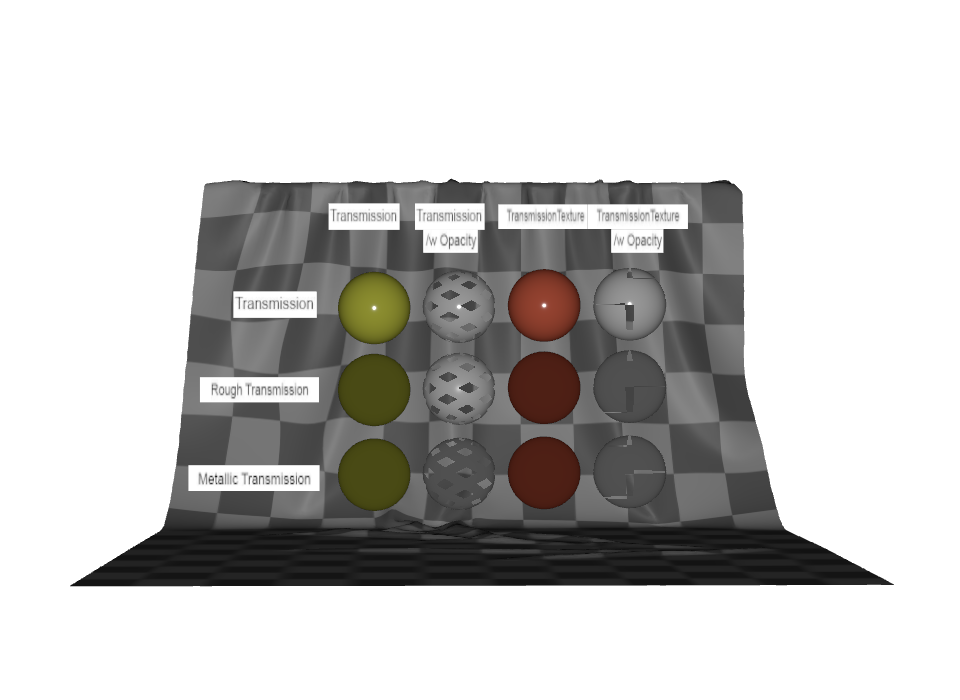 Transmission
Transmission
/w Opacity
TransmissionTexture
TransmissionTexture
/w Opacity
Transmission
Rough Transmission
Metallic Transmission